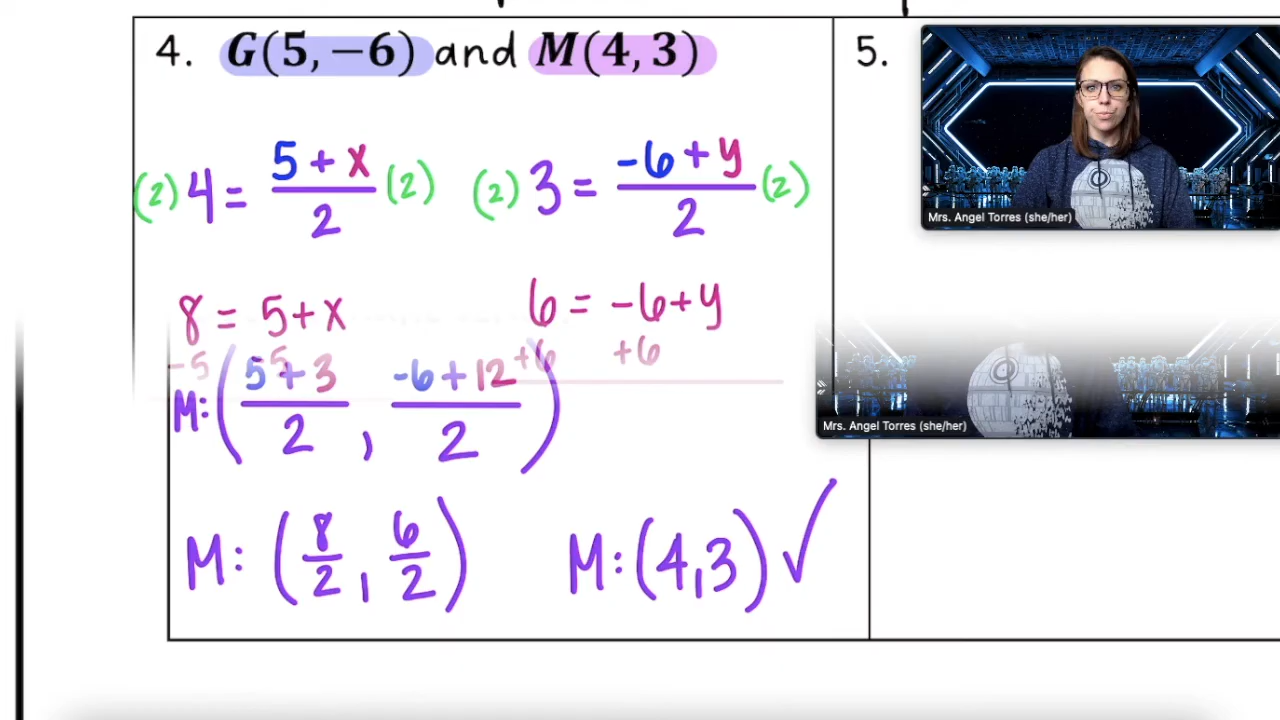 4. G(5, −6) and M(4, 3)
5.
(2) 4 = 5 + x / 2 (2) (2) 3 = -6 + y / 2 (2)
Mrs. Angel Torres (she/her)
8 = 5 + x 6 = -6 + y
-5 -5 +6 +6
M: ( 5 + 3 / 2 , -6 + 12 / 2 )
Mrs. Angel Torres (she/her)
M: ( 8/2 , 6/2 ) M: (4,3) ✓